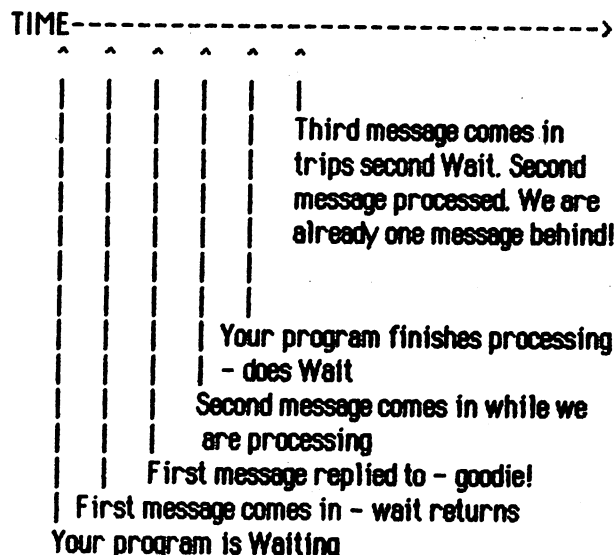 TIME------------------------------------>
^ ^ ^ ^ ^ ^
Third message comes in
trips second Wait. Second
message processed. We are
already one message behind!
Your program finishes processing
- does Wait
Second message comes in while we
are processing
First message replied to - goodie!
First message comes in - wait returns
Your program is Waiting